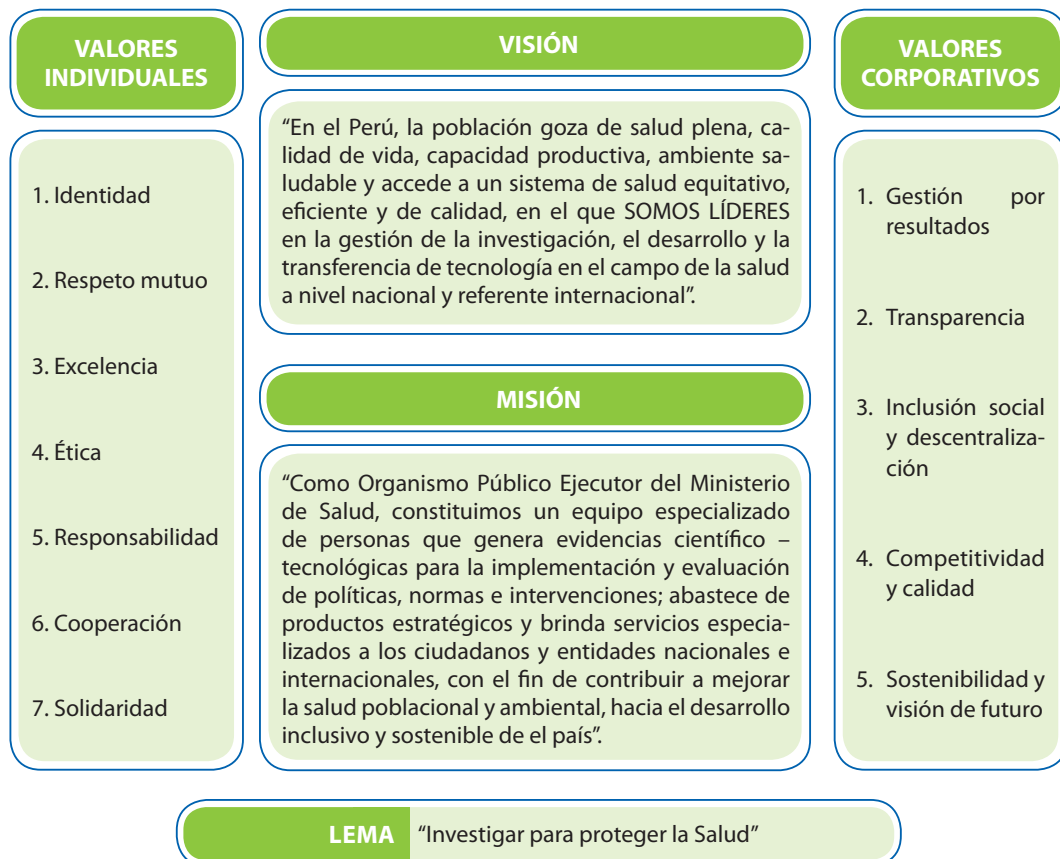 VALORES
INDIVIDUALES
1. Identidad
2. Respeto mutuo
3. Excelencia
4. Ética
5. Responsabilidad
6. Cooperación
7. Solidaridad
VISIÓN
“En el Perú, la población goza de salud plena, ca-
lidad de vida, capacidad productiva, ambiente sa-
ludable y accede a un sistema de salud equitativo,
eficiente y de calidad, en el que SOMOS LÍDERES
en la gestión de la investigación, el desarrollo y la
transferencia de tecnología en el campo de la salud
a nivel nacional y referente internacional”.
MISIÓN
“Como Organismo Público Ejecutor del Ministerio
de Salud, constituimos un equipo especializado
de personas que genera evidencias científico –
tecnológicas para la implementación y evaluación
de políticas, normas e intervenciones; abastece de
productos estratégicos y brinda servicios especia-
lizados a los ciudadanos y entidades nacionales e
internacionales, con el fin de contribuir a mejorar
la salud poblacional y ambiental, hacia el desarrollo
inclusivo y sostenible de el país”.
VALORES
CORPORATIVOS
1. Gestión por
resultados
2. Transparencia
3. Inclusión social
y descentraliza-
ción
4. Competitividad
y calidad
5. Sostenibilidad y
visión de futuro
LEMA “Investigar para proteger la Salud”